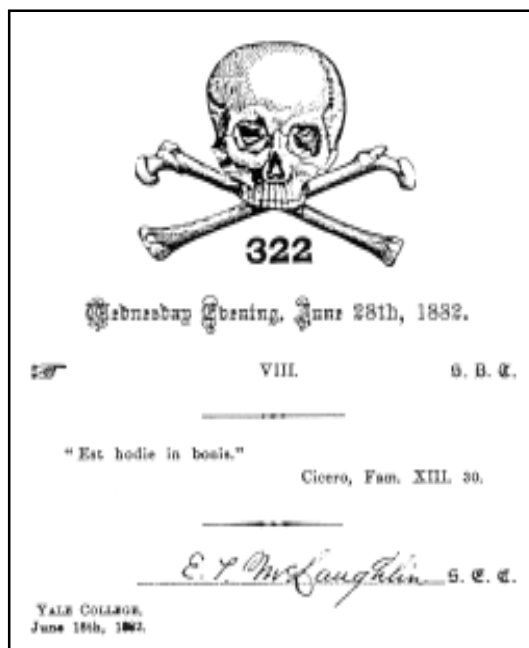 322
Wednesday Evening, June 28th, 1882.
VIII. S. B. T.
"Est hodie in bonis."
Cicero, Fam. XIII. 30.
E. T. McLaughlin S. E. C.
YALE COLLEGE,
June 18th, 1882.